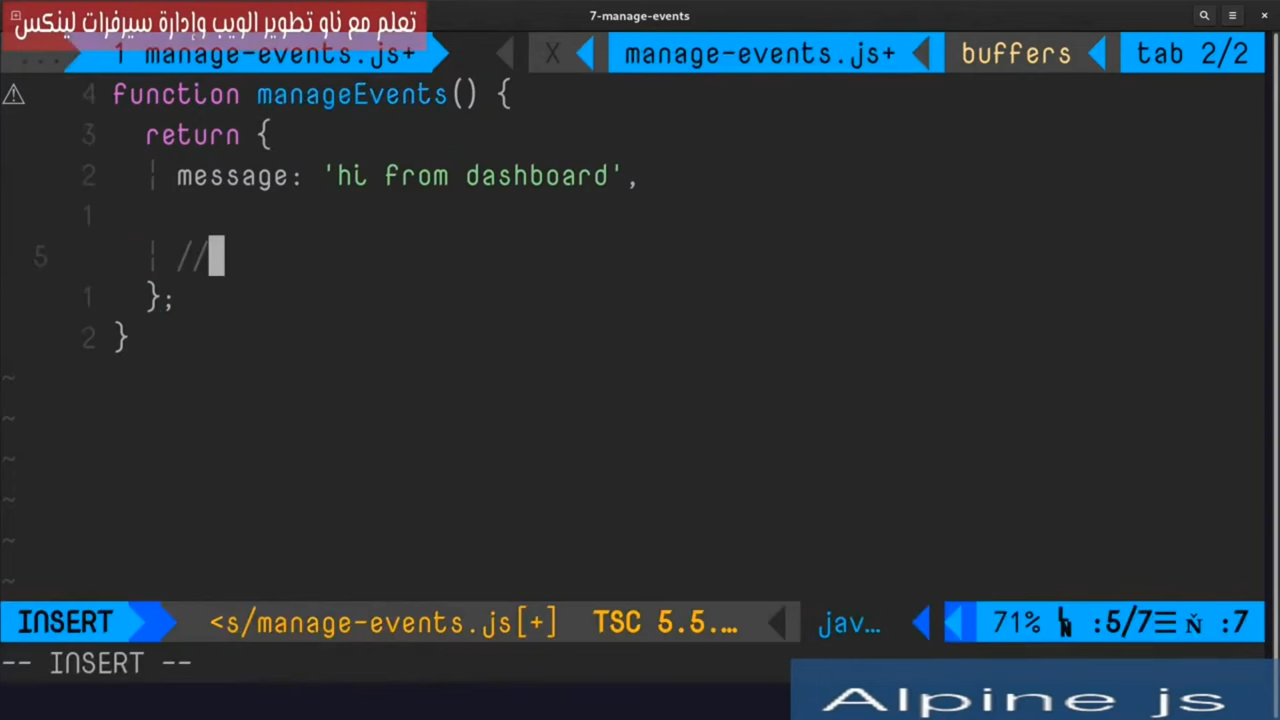 7-manage-events
تعلم مع ناو تطوير الويب وإدارة سيرفرات لينكس
... 1 manage-events.js+ X manage-events.js+ buffers tab 2/2
4 function manageEvents() {
3 return {
2 message: 'hi from dashboard',
1
5 //
1 };
2 }
~
~
~
~
~
~
INSERT <s/manage-events.js[+] TSC 5.5.… jav… 71% :5/7☰ :7
-- INSERT --
Alpine js